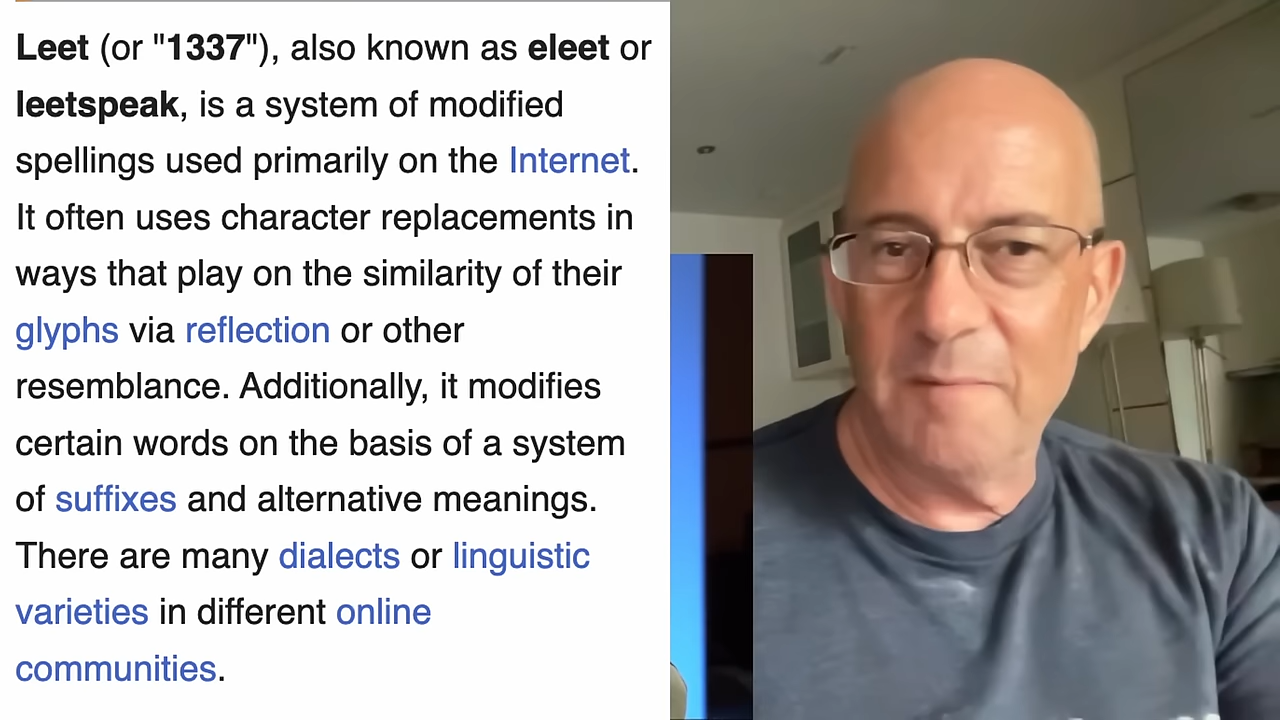 Leet (or "1337"), also known as eleet or
leetspeak, is a system of modified
spellings used primarily on the Internet.
It often uses character replacements in
ways that play on the similarity of their
glyphs via reflection or other
resemblance. Additionally, it modifies
certain words on the basis of a system
of suffixes and alternative meanings.
There are many dialects or linguistic
varieties in different online
communities.